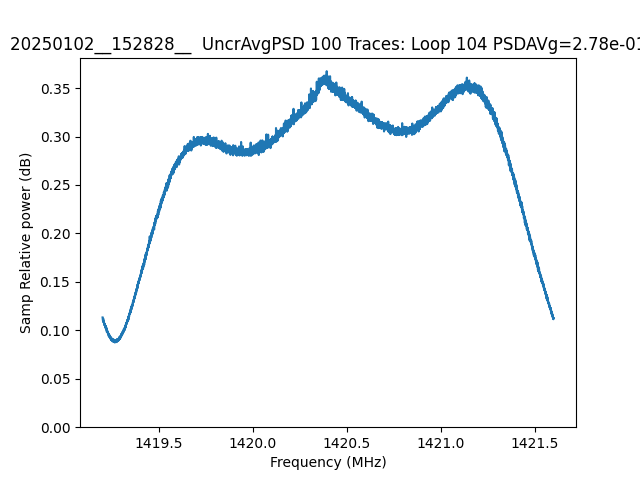 20250102__152828__ UncrAvgPSD 100 Traces: Loop 104 PSDAVg=2.78e-01
0.35
0.30
0.25
0.20
0.15
0.10
0.05
0.00
Samp Relative power (dB)
1419.5 1420.0 1420.5 1421.0 1421.5
Frequency (MHz)